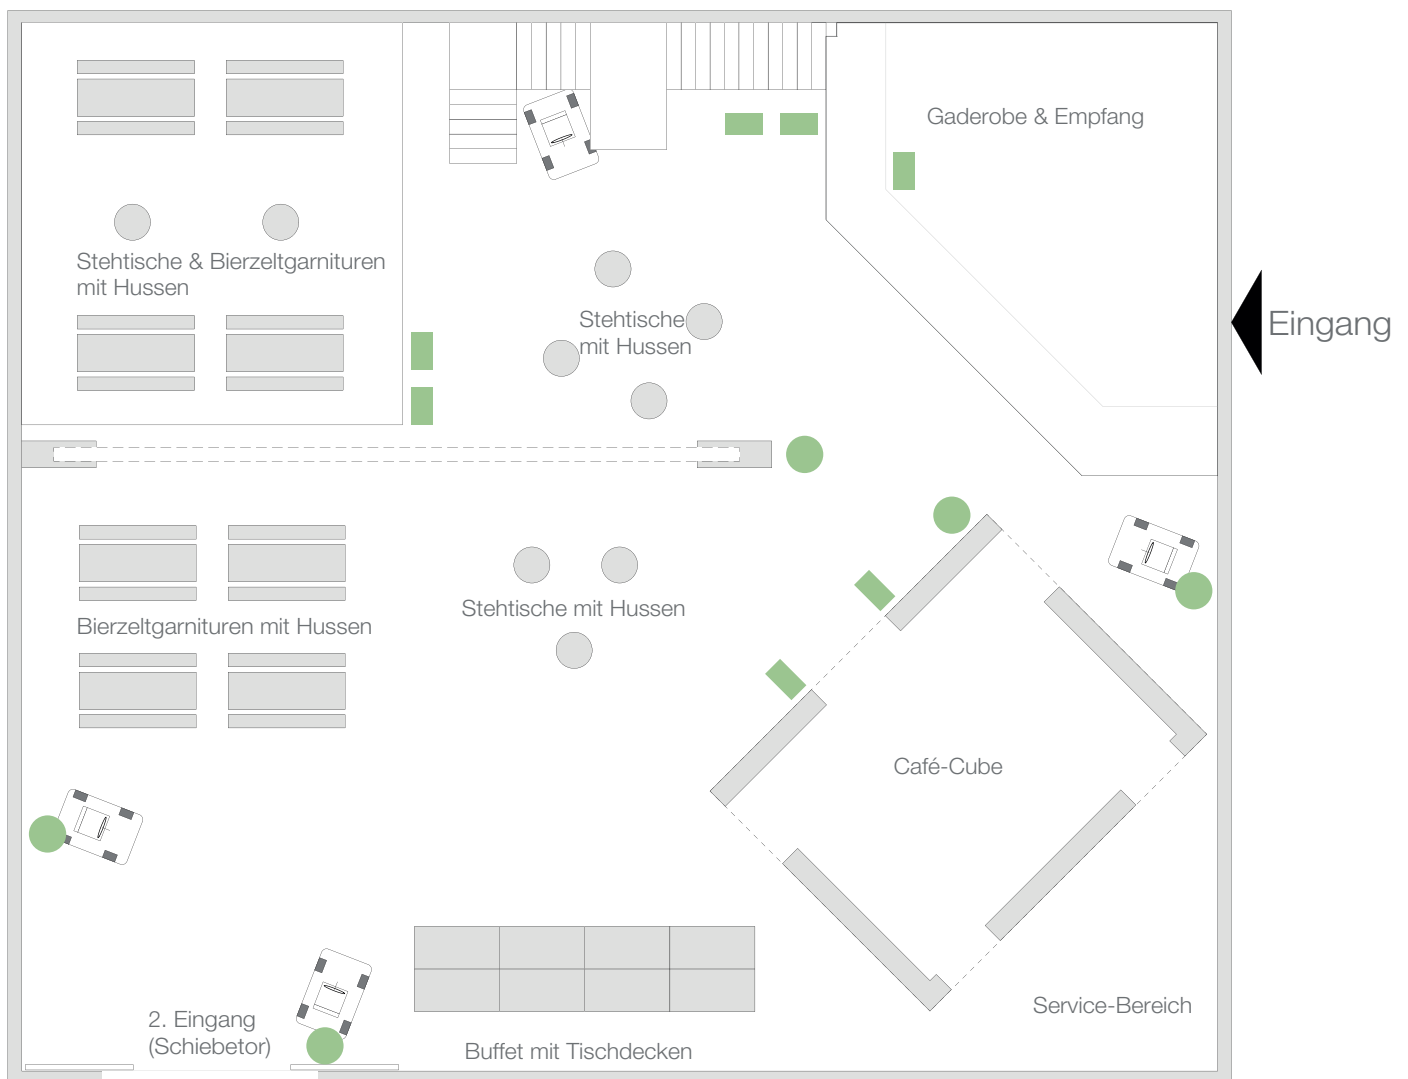 Gaderobe & Empfang
Stehtische & Bierzeltgarnituren
mit Hussen
Stehtische
mit Hussen
Eingang
Stehtische mit Hussen
Bierzeltgarnituren mit Hussen
Café-Cube
2. Eingang
(Schiebetor)
Buffet mit Tischdecken
Service-Bereich